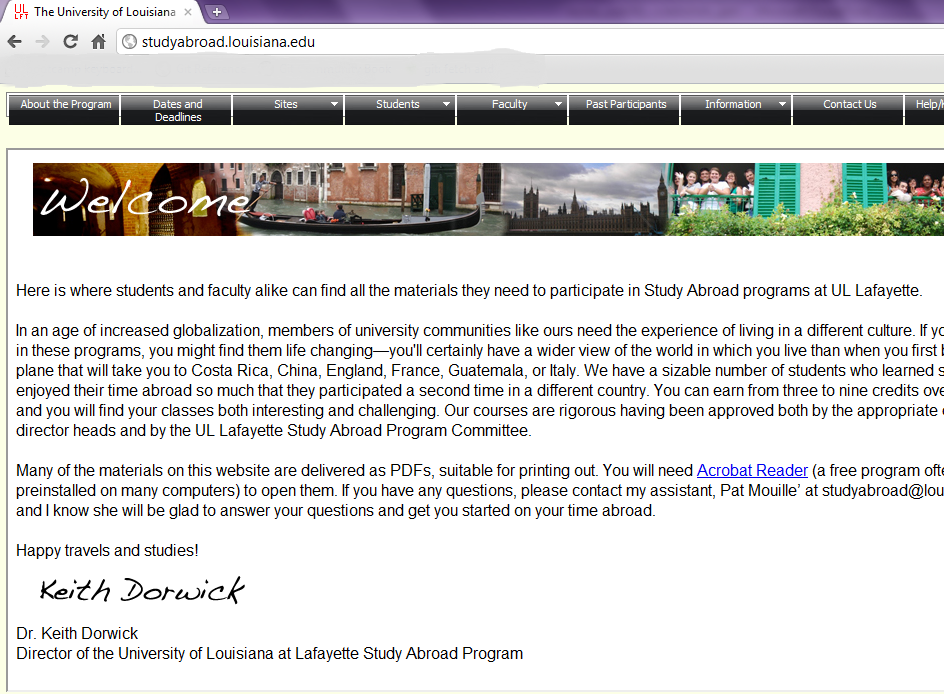 UL LFT The University of Louisiana
studyabroad.louisiana.edu
About the Program Dates and Deadlines Sites Students Faculty Past Participants Information Contact Us Help/
Welcome
Here is where students and faculty alike can find all the materials they need to participate in Study Abroad programs at UL Lafayette.
In an age of increased globalization, members of university communities like ours need the experience of living in a different culture. If
in these programs, you might find them life changing—you'll certainly have a wider view of the world in which you live than when you first
plane that will take you to Costa Rica, China, England, France, Guatemala, or Italy. We have a sizable number of students who learned
enjoyed their time abroad so much that they participated a second time in a different country. You can earn from three to nine credits
and you will find your classes both interesting and challenging. Our courses are rigorous having been approved both by the appropriate
director heads and by the UL Lafayette Study Abroad Program Committee.
Many of the materials on this website are delivered as PDFs, suitable for printing out. You will need Acrobat Reader (a free program
preinstalled on many computers) to open them. If you have any questions, please contact my assistant, Pat Mouille’ at studyabroad@lou
and I know she will be glad to answer your questions and get you started on your time abroad.
Happy travels and studies!
Keith Dorwick
Dr. Keith Dorwick
Director of the University of Louisiana at Lafayette Study Abroad Program